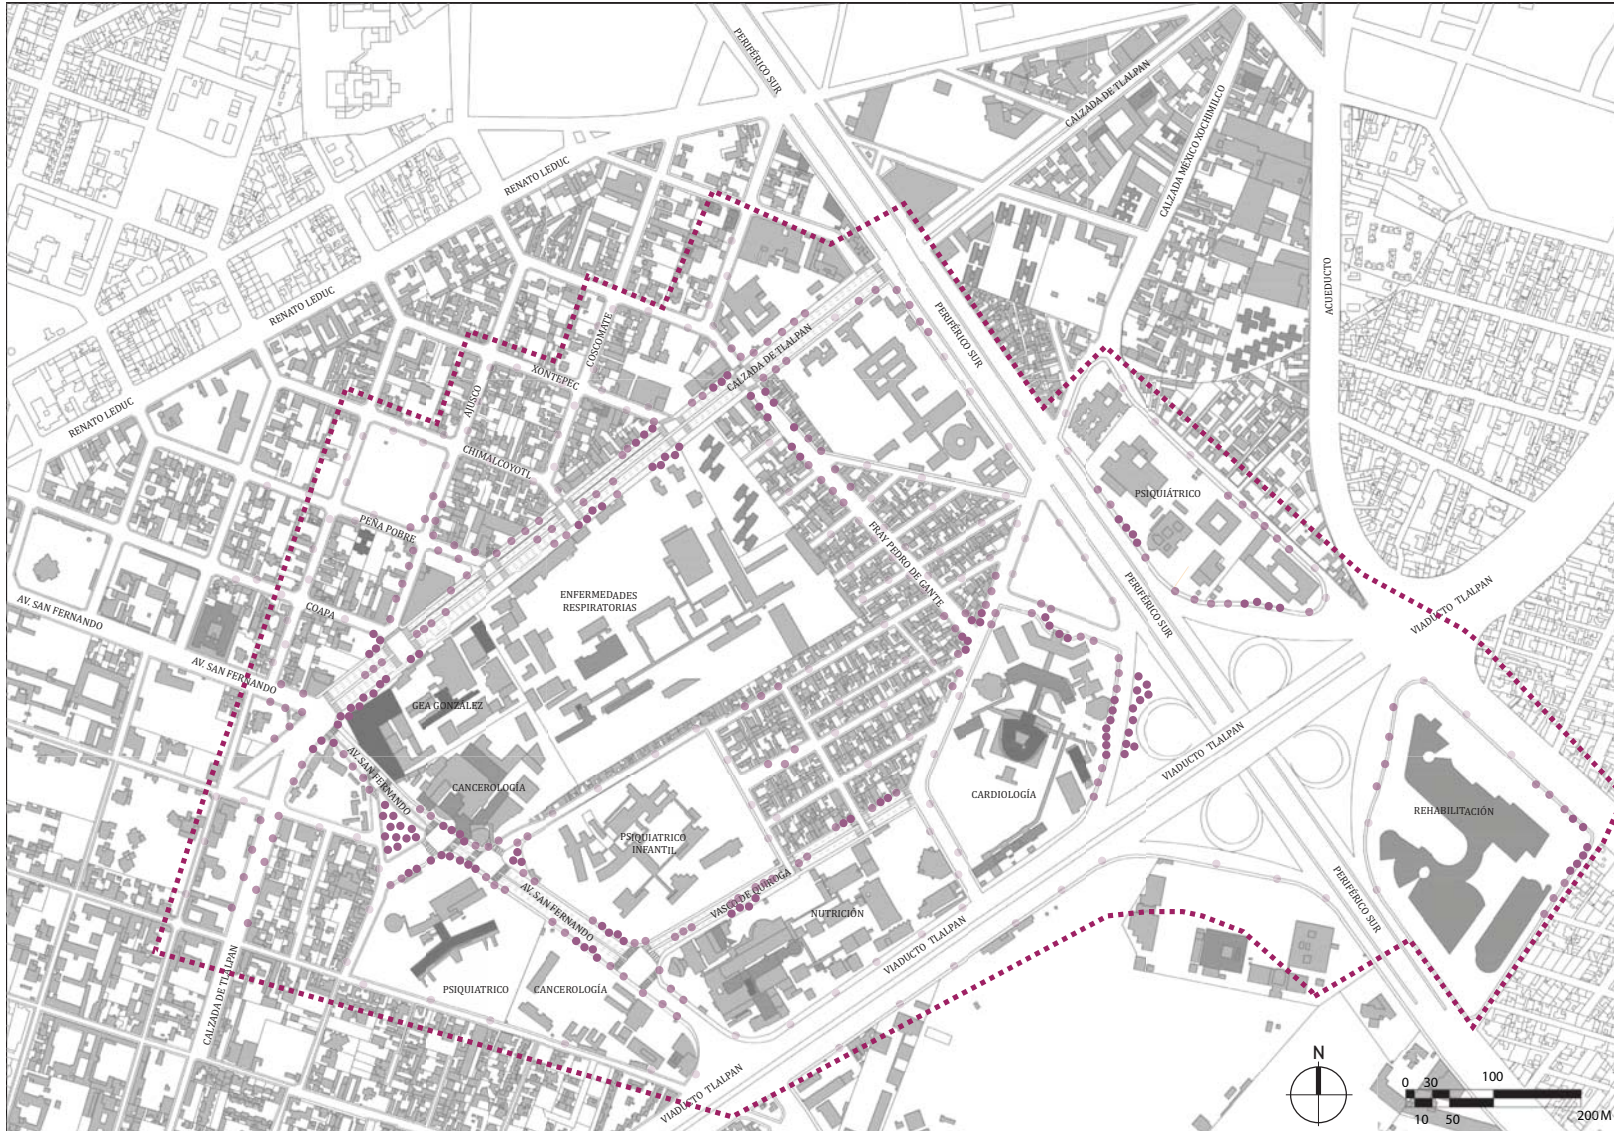 PERIFÉRICO SUR
CALZADA DE TLALPAN
CALZADA MÉXICO XOCHIMILCO
RENATO LEDUC
ACUEDUCTO
RENATO LEDUC
PERIFÉRICO SUR
COSCOMATE
CALZADA DE TLALPAN
XONTEPEC
AJUSCO
RENATO LEDUC
CHIMALCOYOTL
PSIQUIÁTRICO
PEÑA POBRE
FRAY PEDRO DE GANTE
ENFERMEDADES
RESPIRATORIAS
PERIFÉRICO SUR
VIADUCTO TLALPAN
AV. SAN FERNANDO
COAPA
AV. SAN FERNANDO
GEA GONZÁLEZ
VIADUCTO TLALPAN
AV. SAN FERNANDO
CANCEROLOGÍA
CARDIOLOGÍA
REHABILITACIÓN
PSIQUIATRICO
INFANTIL
VASCO DE QUIROGA
PERIFÉRICO SUR
AV. SAN FERNANDO
NUTRICIÓN
VIADUCTO TLALPAN
CALZADA DE TLALPAN
PSIQUIATRICO
CANCEROLOGÍA
VIADUCTO TLALPAN
N
0 30 100
10 50 200 M